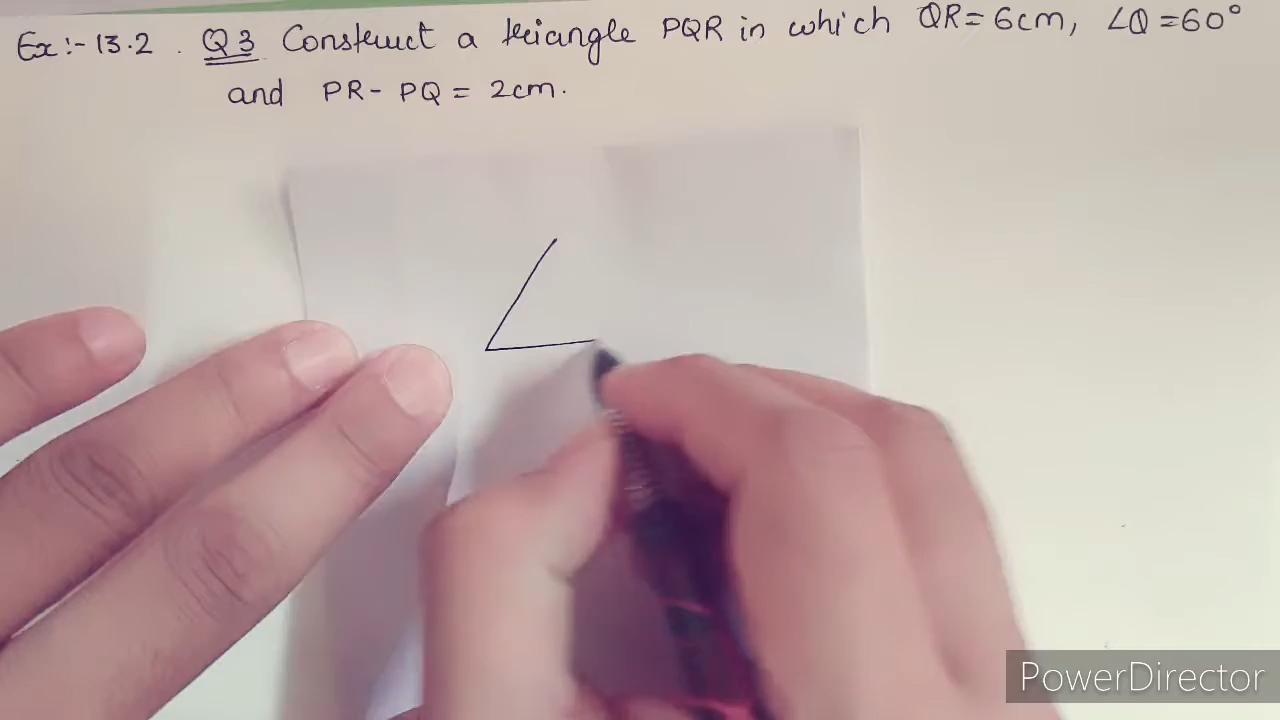 Ex:- 13.2 . Q3 Construct a triangle PQR in which QR = 6cm, ∠Q = 60°
and PR - PQ = 2cm.
PowerDirector